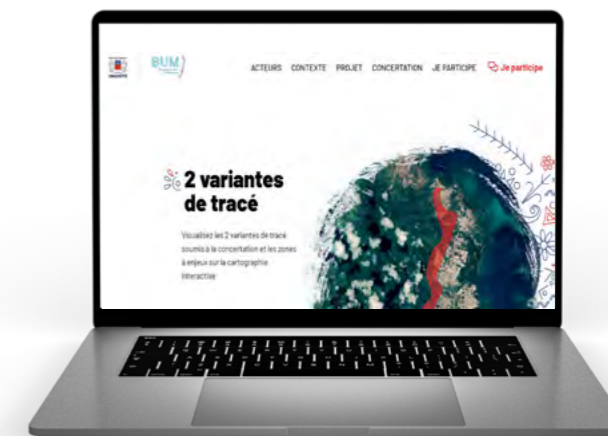 BUM)
ACTEURS CONTEXTE PROJET CONCERTATION JE PARTICIPE Je participe
2 variantes
de tracé
Visualisez les 2 variantes de tracé
soumis à la concertation et les zones
à enjeux sur la cartographie
interactive